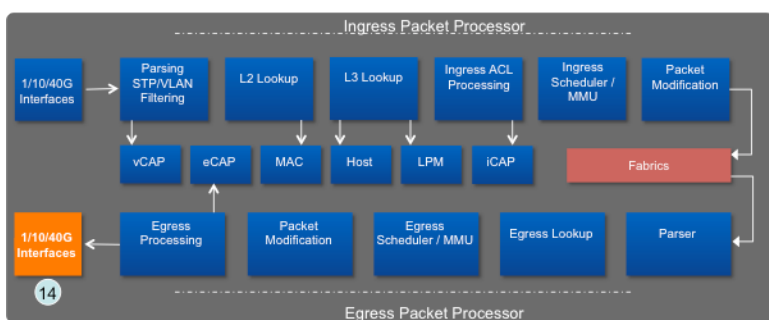 Ingress Packet Processor
1/10/40G
Interfaces
Parsing
STP/VLAN
Filtering
L2 Lookup
L3 Lookup
Ingress ACL
Processing
Ingress
Scheduler /
MMU
Packet
Modification
vCAP
eCAP
MAC
Host
LPM
iCAP
Fabrics
1/10/40G
Interfaces
Egress
Processing
Packet
Modification
Egress
Scheduler / MMU
Egress Lookup
Parser
14
Egress Packet Processor